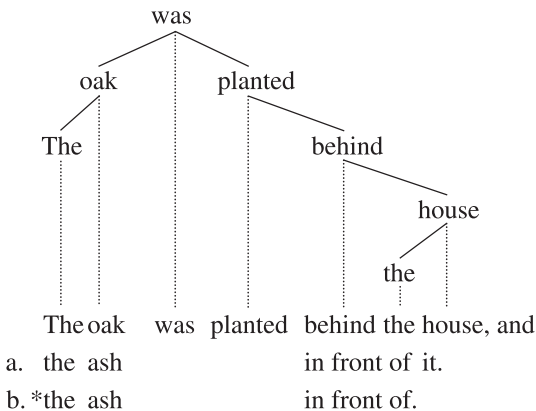 was
oak planted
The behind
house
the
The oak was planted behind the house, and
a. the ash in front of it.
b. *the ash in front of.